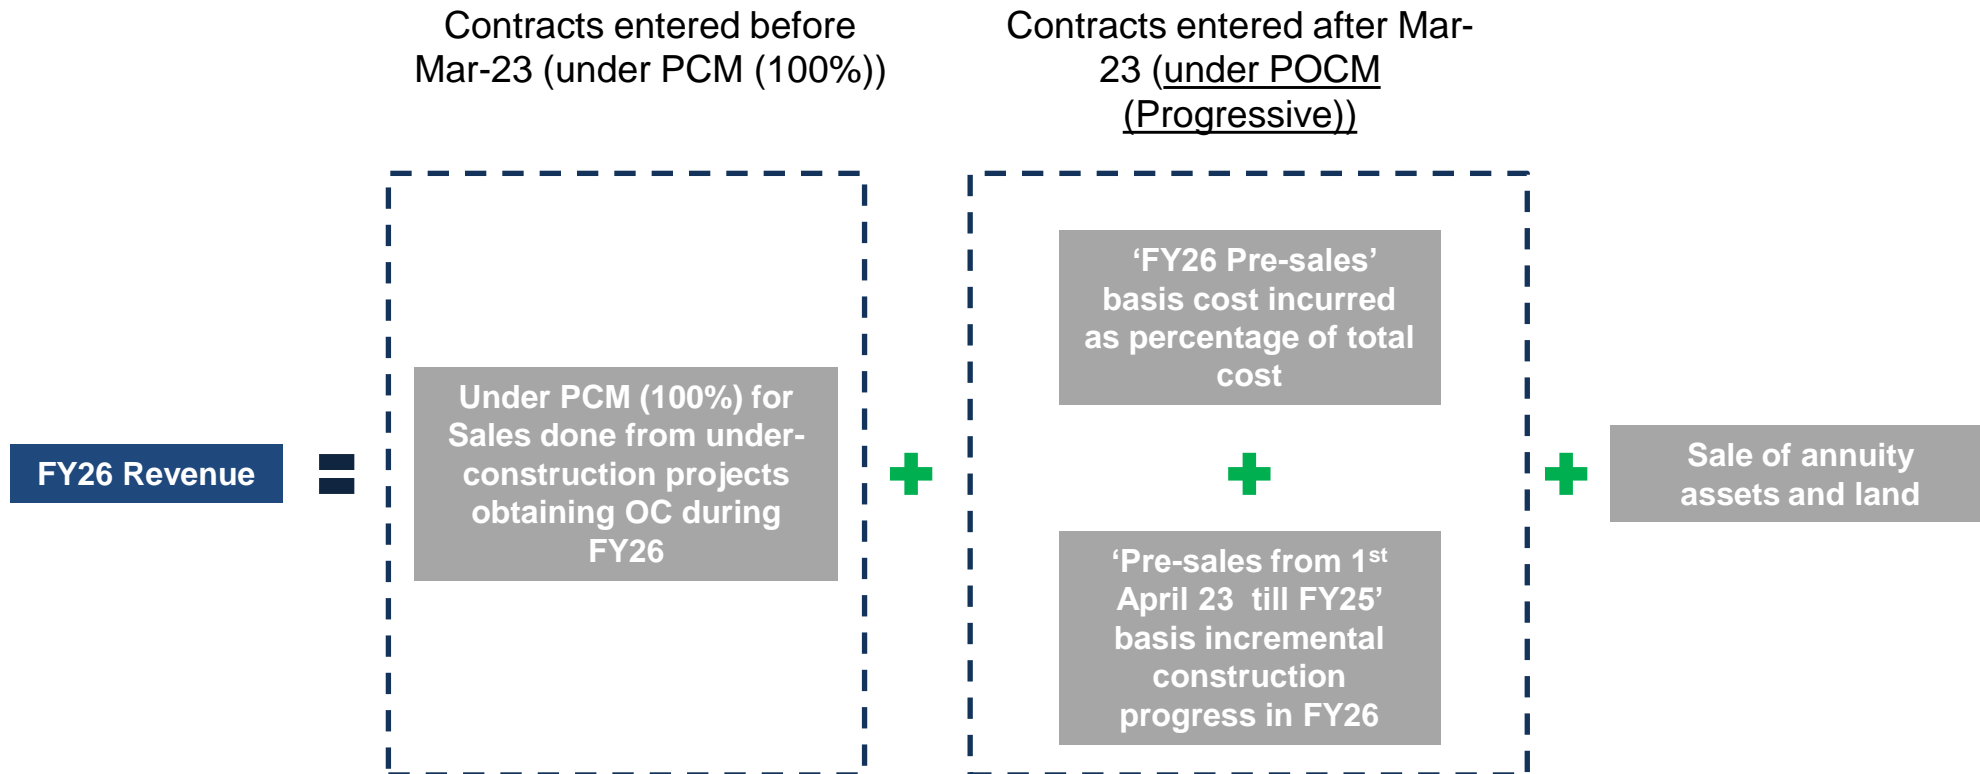 Contracts entered before
Mar-23 (under PCM (100%))
Contracts entered after Mar-
23 (under POCM
(Progressive))
FY26 Revenue
=
Under PCM (100%) for
Sales done from under-
construction projects
obtaining OC during
FY26
+
‘FY26 Pre-sales’
basis cost incurred
as percentage of total
cost
+
‘Pre-sales from 1st
April 23 till FY25’
basis incremental
construction
progress in FY26
+
Sale of annuity
assets and land